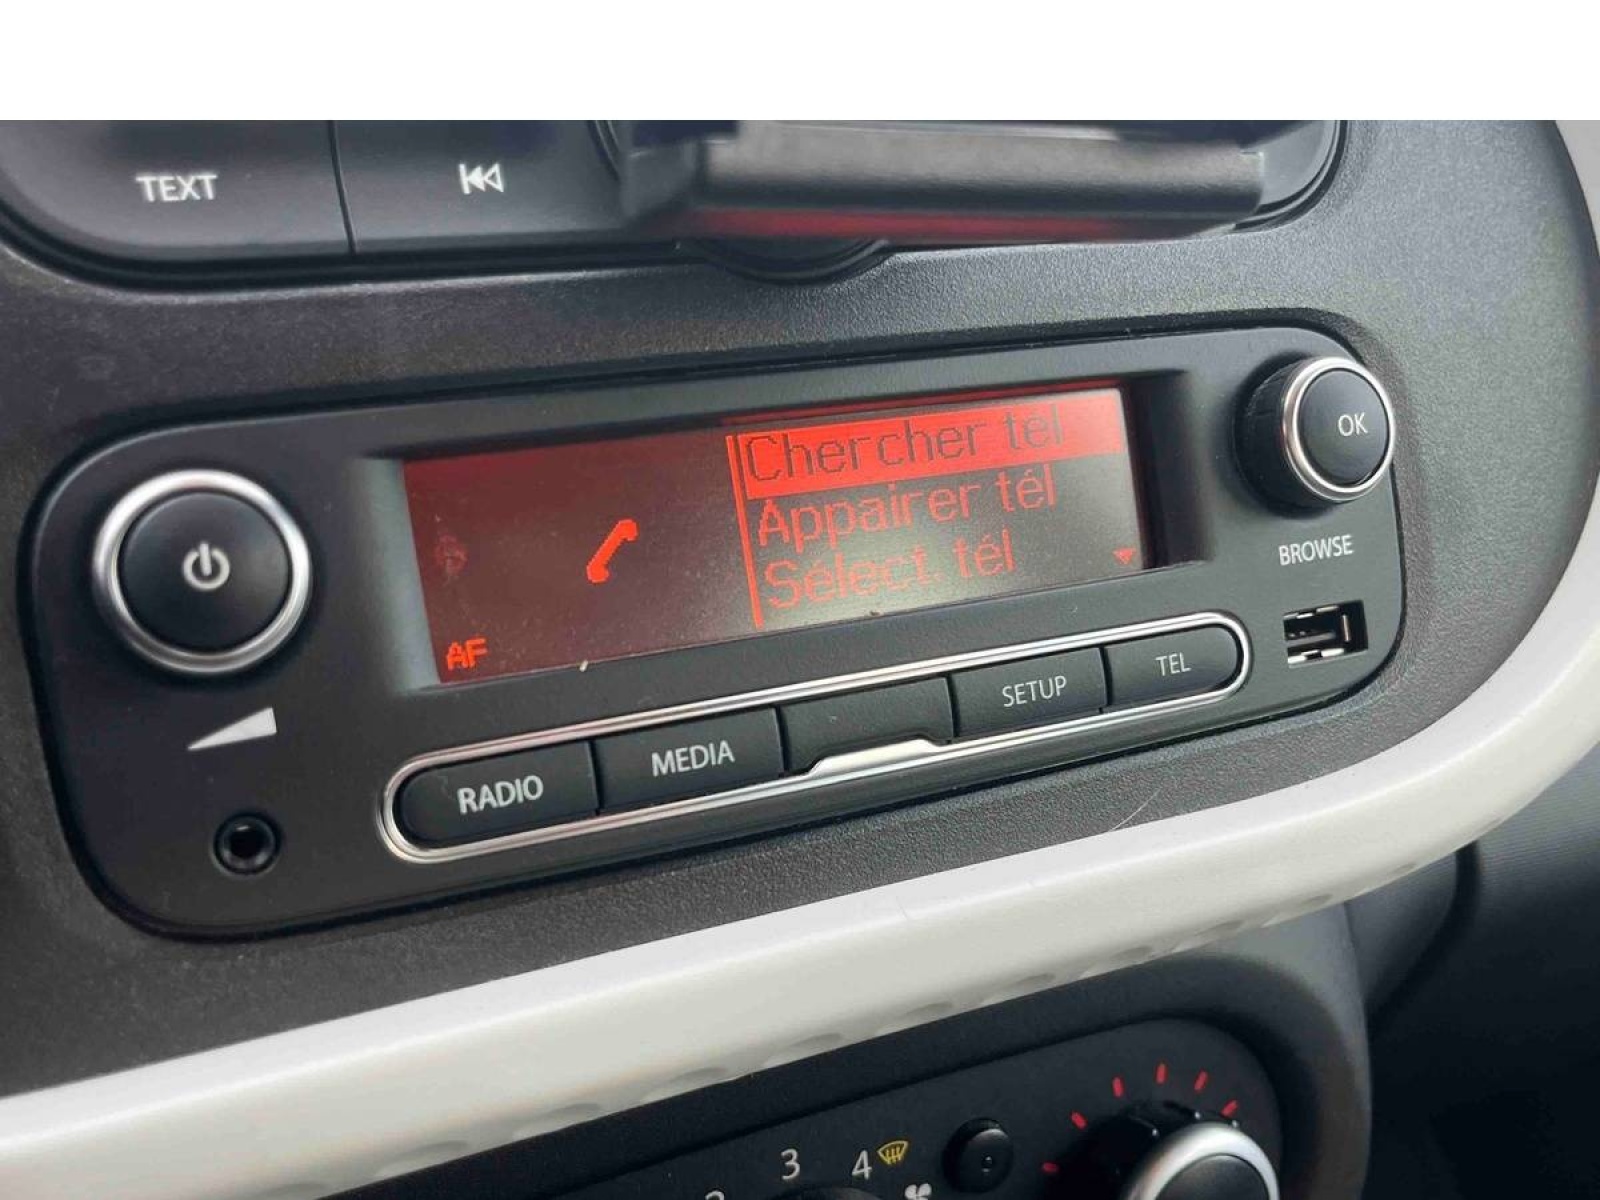 TEXT
Chercher tél
Appairer tél
Sélect. tél
AF
OK
BROWSE
RADIO
MEDIA
SETUP
TEL
3
4